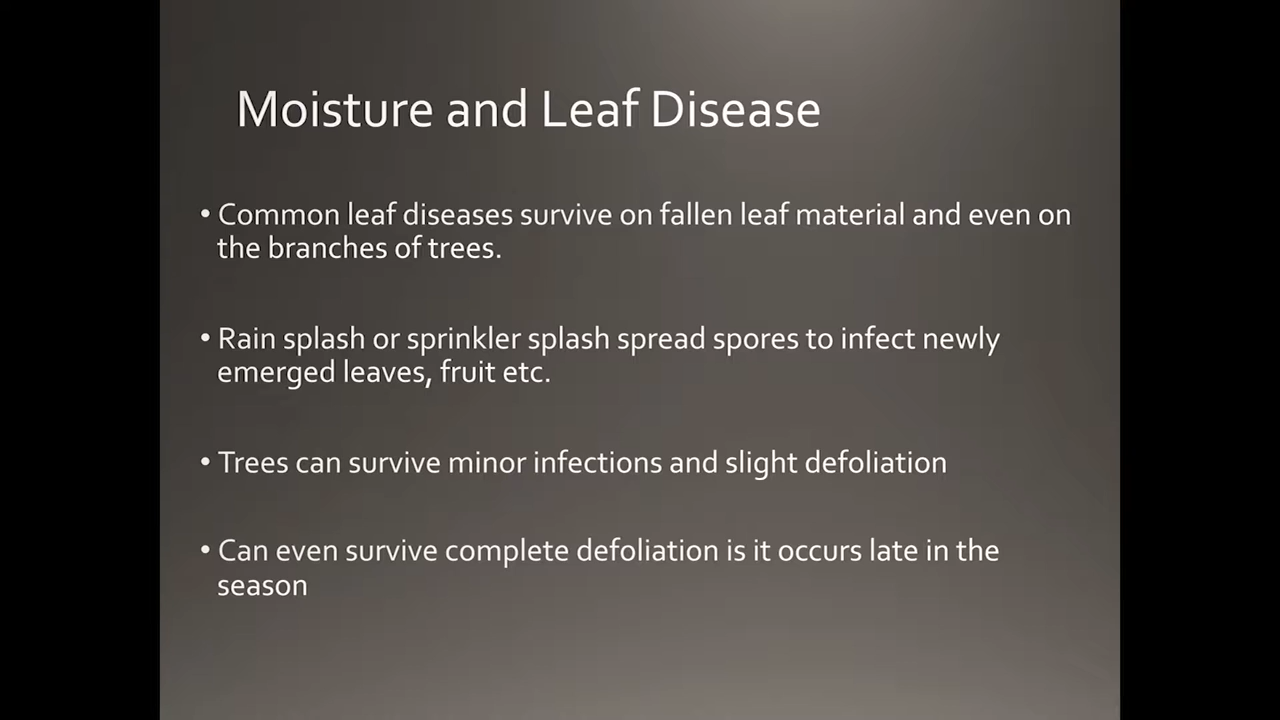 Moisture and Leaf Disease
• Common leaf diseases survive on fallen leaf material and even on
the branches of trees.
• Rain splash or sprinkler splash spread spores to infect newly
emerged leaves, fruit etc.
• Trees can survive minor infections and slight defoliation
• Can even survive complete defoliation is it occurs late in the
season